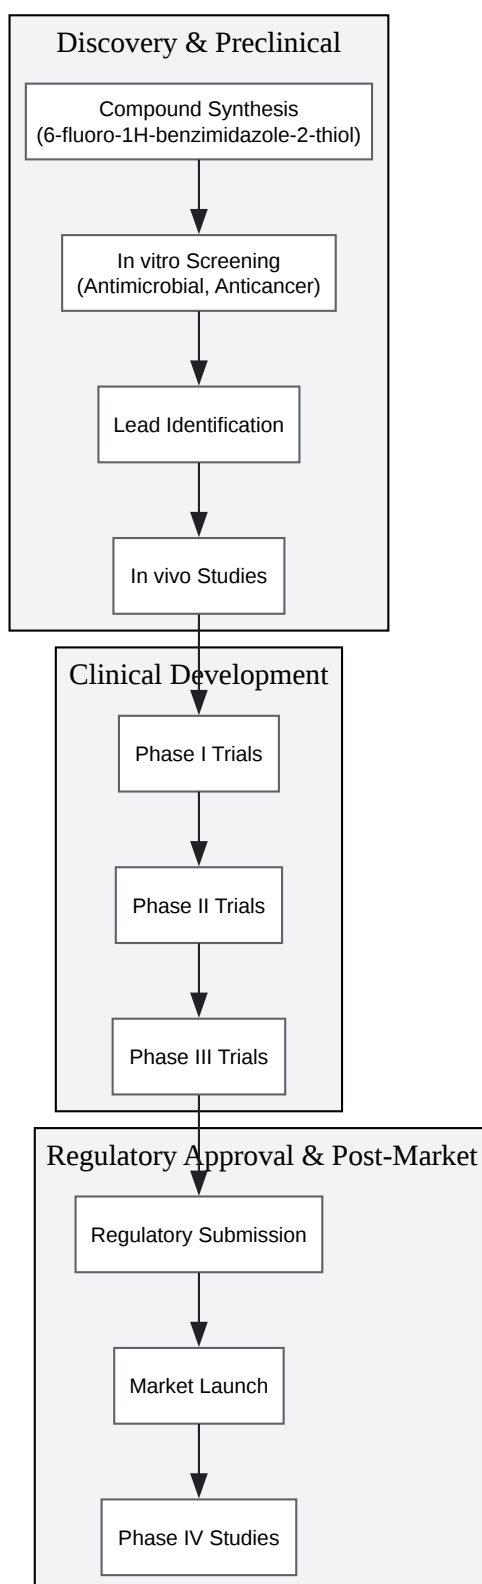 Discovery & Preclinical
Compound Synthesis
(6-fluoro-1H-benzimidazole-2-thiol)
In vitro Screening
(Antimicrobial, Anticancer)
Lead Identification
In vivo Studies
Clinical Development
Phase I Trials
Phase II Trials
Phase III Trials
Regulatory Approval & Post-Market
Regulatory Submission
Market Launch
Phase IV Studies